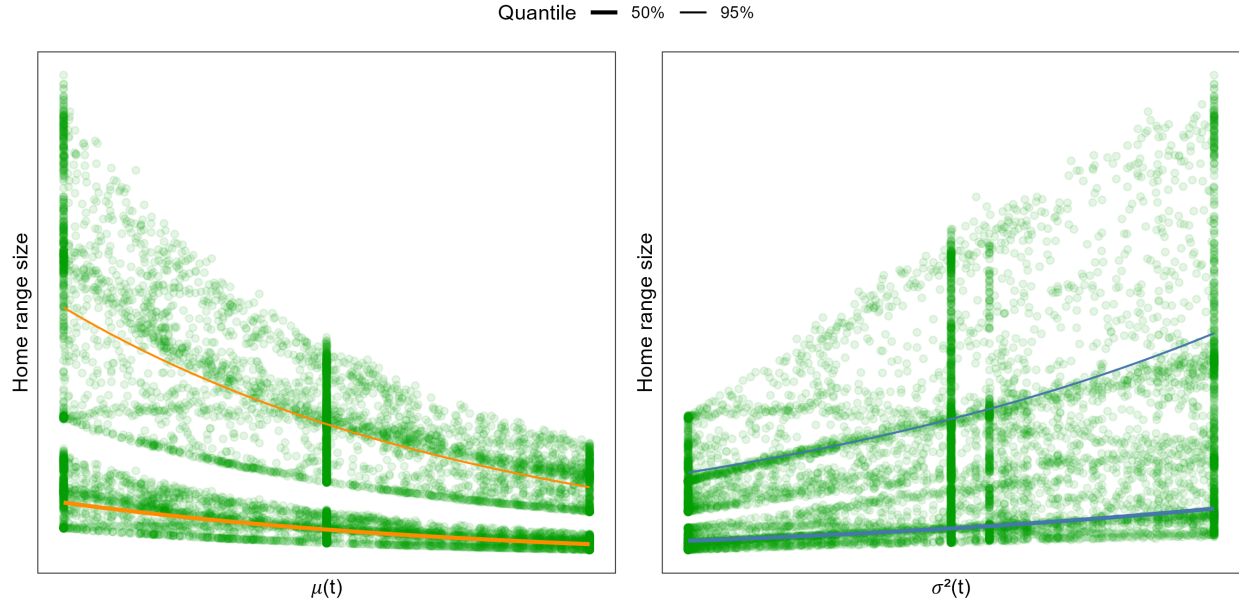 Quantile 50% 95%
Home range size
μ(t)
Home range size
σ²(t)